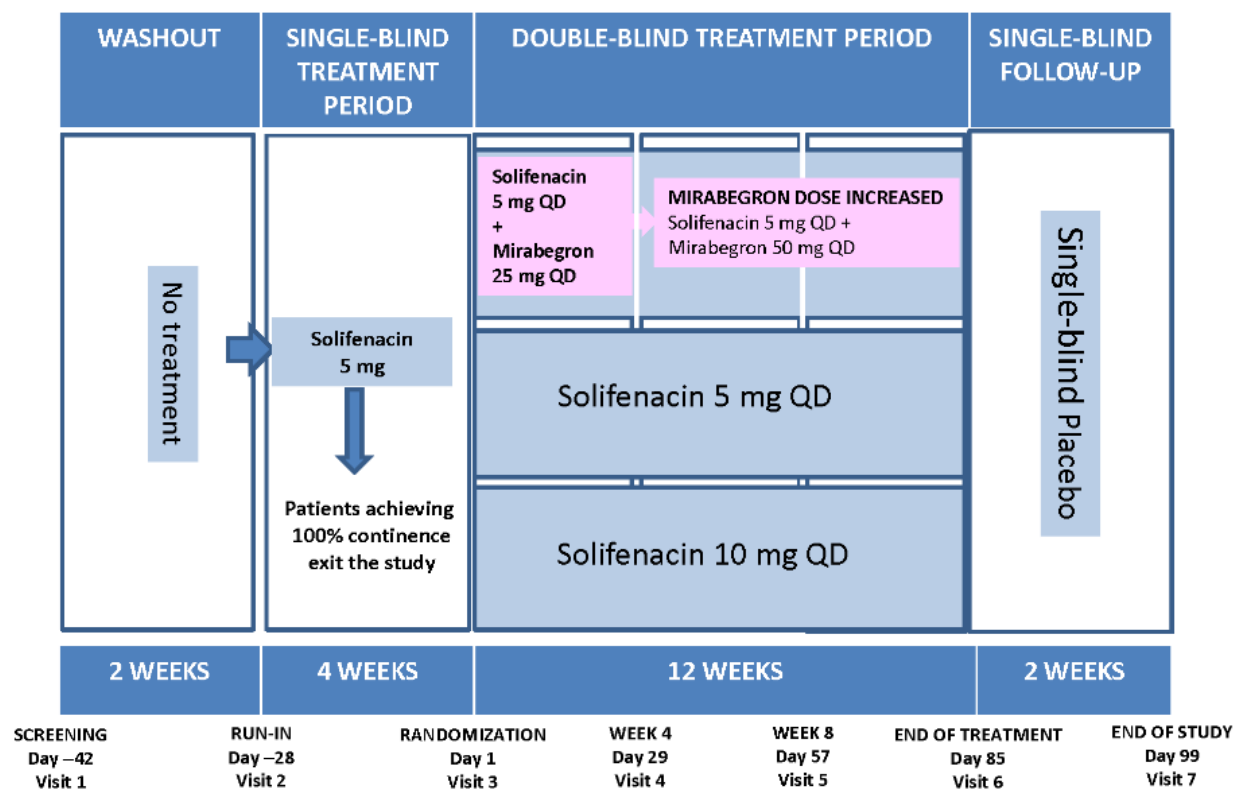 WASHOUT
SINGLE-BLIND
TREATMENT
PERIOD
DOUBLE-BLIND TREATMENT PERIOD
SINGLE-BLIND
FOLLOW-UP
No treatment
Solifenacin
5 mg
Patients achieving
100% continence
exit the study
Solifenacin
5 mg QD
+
Mirabegron
25 mg QD
MIRABEGRON DOSE INCREASED
Solifenacin 5 mg QD +
Mirabegron 50 mg QD
Solifenacin 5 mg QD
Solifenacin 10 mg QD
Single-blind Placebo
2 WEEKS
4 WEEKS
12 WEEKS
2 WEEKS
SCREENING
Day –42
Visit 1
RUN-IN
Day –28
Visit 2
RANDOMIZATION
Day 1
Visit 3
WEEK 4
Day 29
Visit 4
WEEK 8
Day 57
Visit 5
END OF TREATMENT
Day 85
Visit 6
END OF STUDY
Day 99
Visit 7